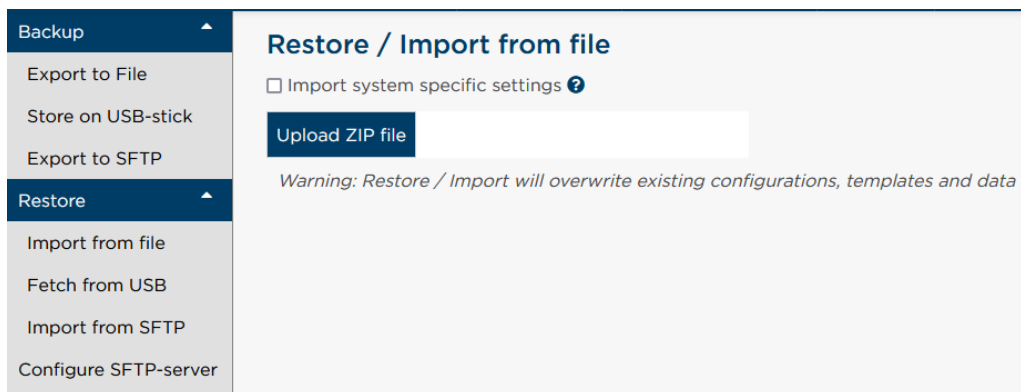 Backup
Export to File
Store on USB-stick
Export to SFTP
Restore
Import from file
Fetch from USB
Import from SFTP
Configure SFTP-server
Restore / Import from file
Import system specific settings ?
Upload ZIP file
Warning: Restore / Import will overwrite existing configurations, templates and data